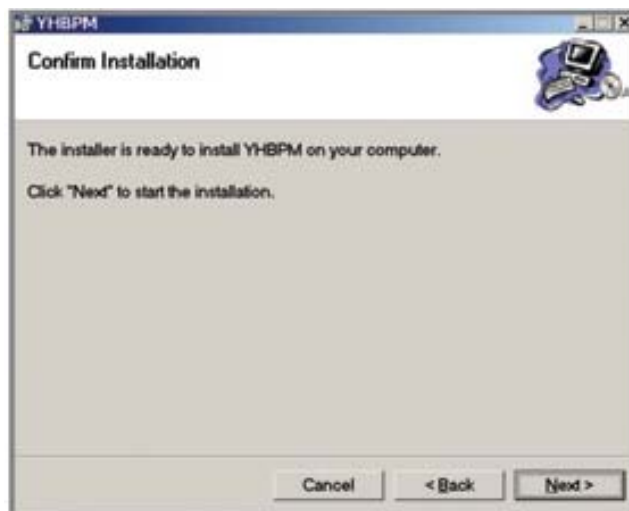 YHBPM
Confirm Installation
The installer is ready to install YHBPM on your computer.
Click "Next" to start the installation.
Cancel
< Back
Next >